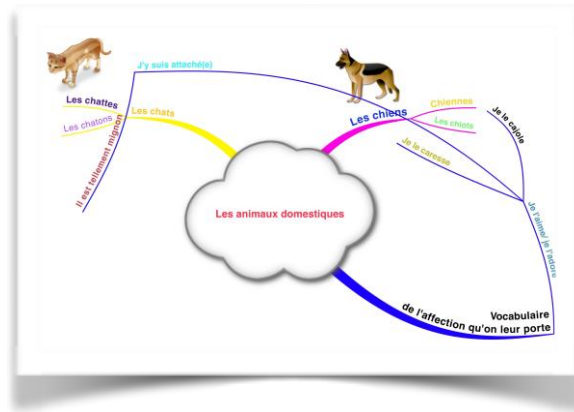 J'y suis attaché(e)
Les chattes
Les chats
Les chatons
Il est tellement mignon
Chiennes
Les chiens
Les chiots
Je le cajole
Je le caresse
Les animaux domestiques
Je l'aime/ je l'adore
Vocabulaire
de l'affection qu'on leur porte